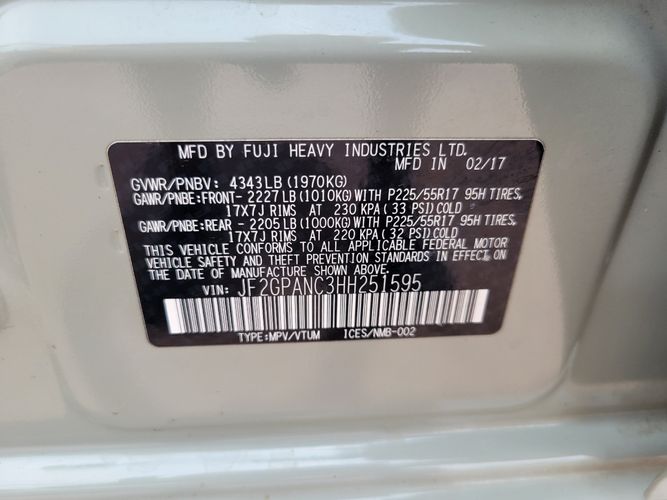 MFD BY FUJI HEAVY INDUSTRIES LTD.
MFD IN 02/17
GVWR/PNBV: 4343LB (1970KG)
GAWR/PNBE:FRONT- 2227LB (1010KG) WITH P225/55R17 95H TIRES,
17X7J RIMS AT 230 KPA (33 PSI) COLD
GAWR/PNBE:REAR - 2205LB (1000KG) WITH P225/55R17 95H TIRES,
17X7J RIMS AT 220 KPA (32 PSI) COLD
THIS VEHICLE CONFORMS TO ALL APPLICABLE FEDERAL MOTOR
VEHICLE SAFETY AND THEFT PREVENTION STANDARDS IN EFFECT ON
THE DATE OF MANUFACTURE SHOWN ABOVE.
VIN: JF2GPANC3HH251595
TYPE:MPV/VTUM ICES/NMB-002